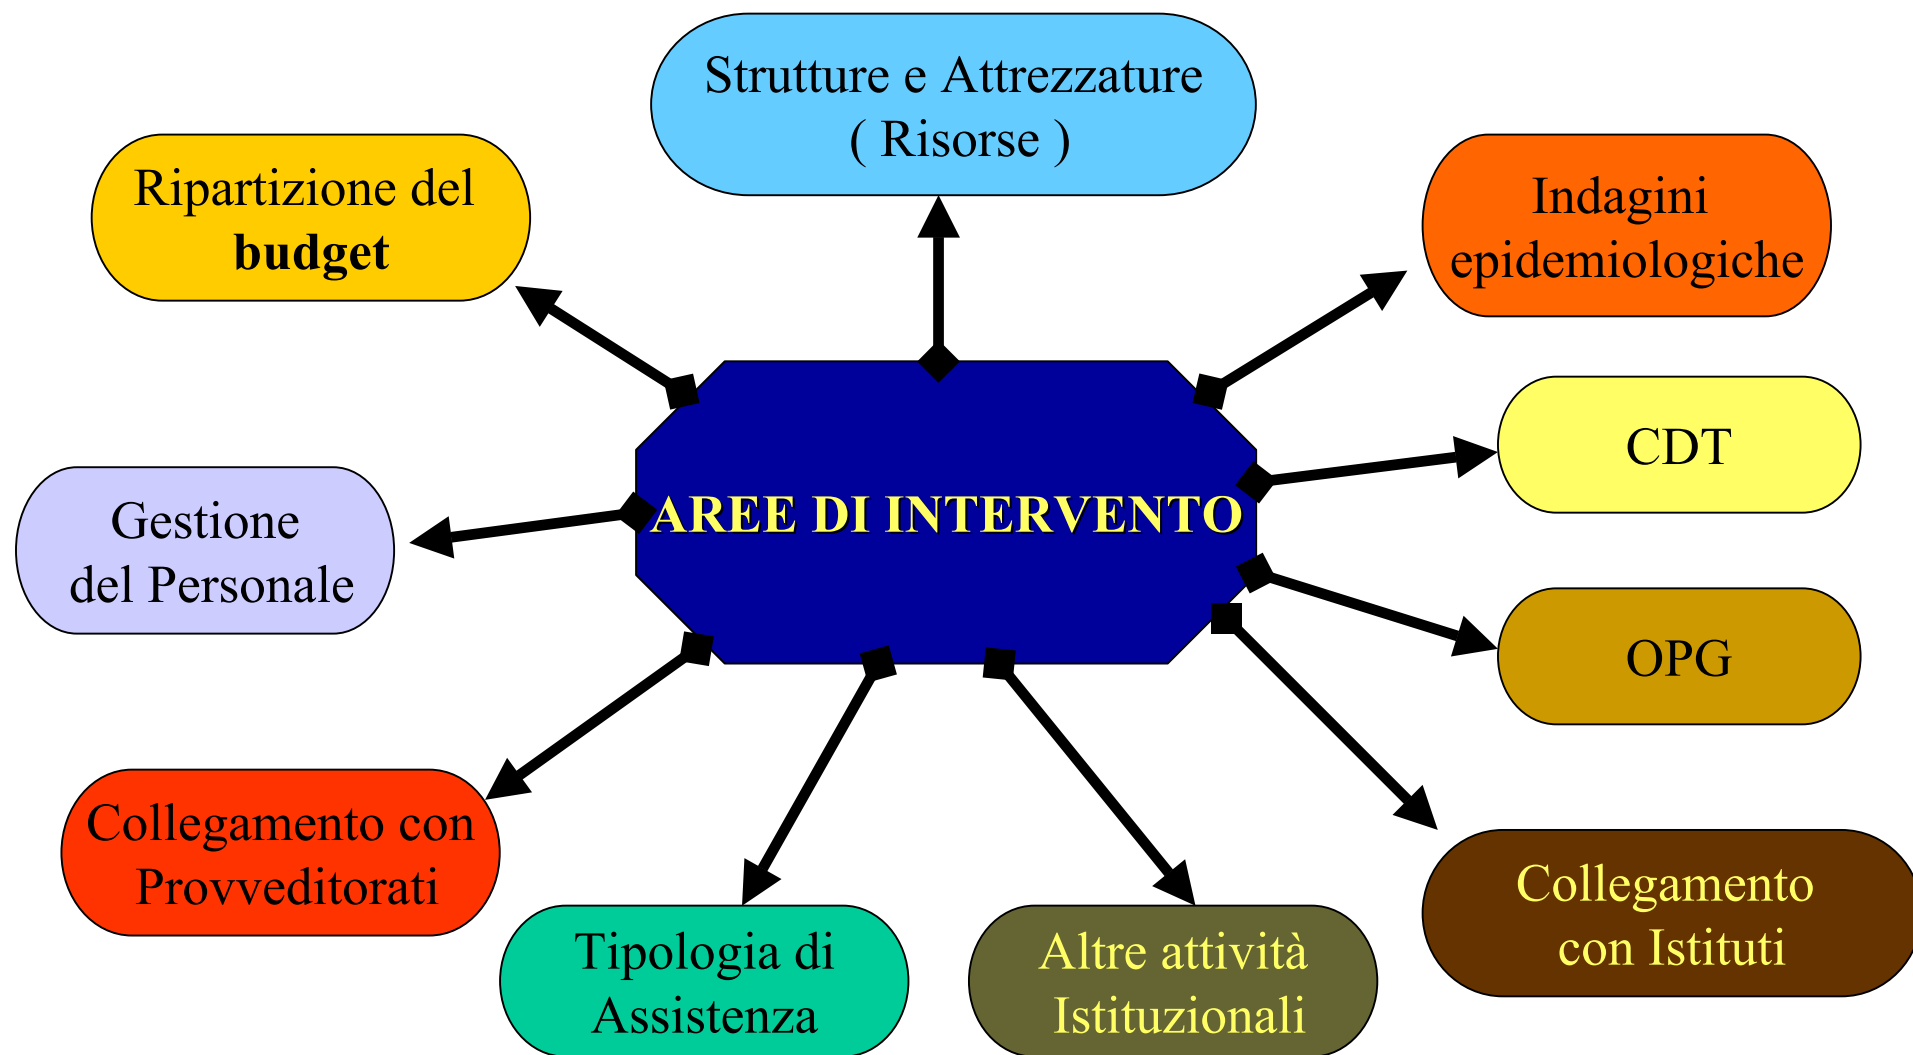 Strutture e Attrezzature
( Risorse )
Ripartizione del
budget
Indagini
epidemiologiche
CDT
Gestione
del Personale
AREE DI INTERVENTO
OPG
Collegamento con
Provveditorati
Collegamento
con Istituti
Tipologia di
Assistenza
Altre attività
Istituzionali